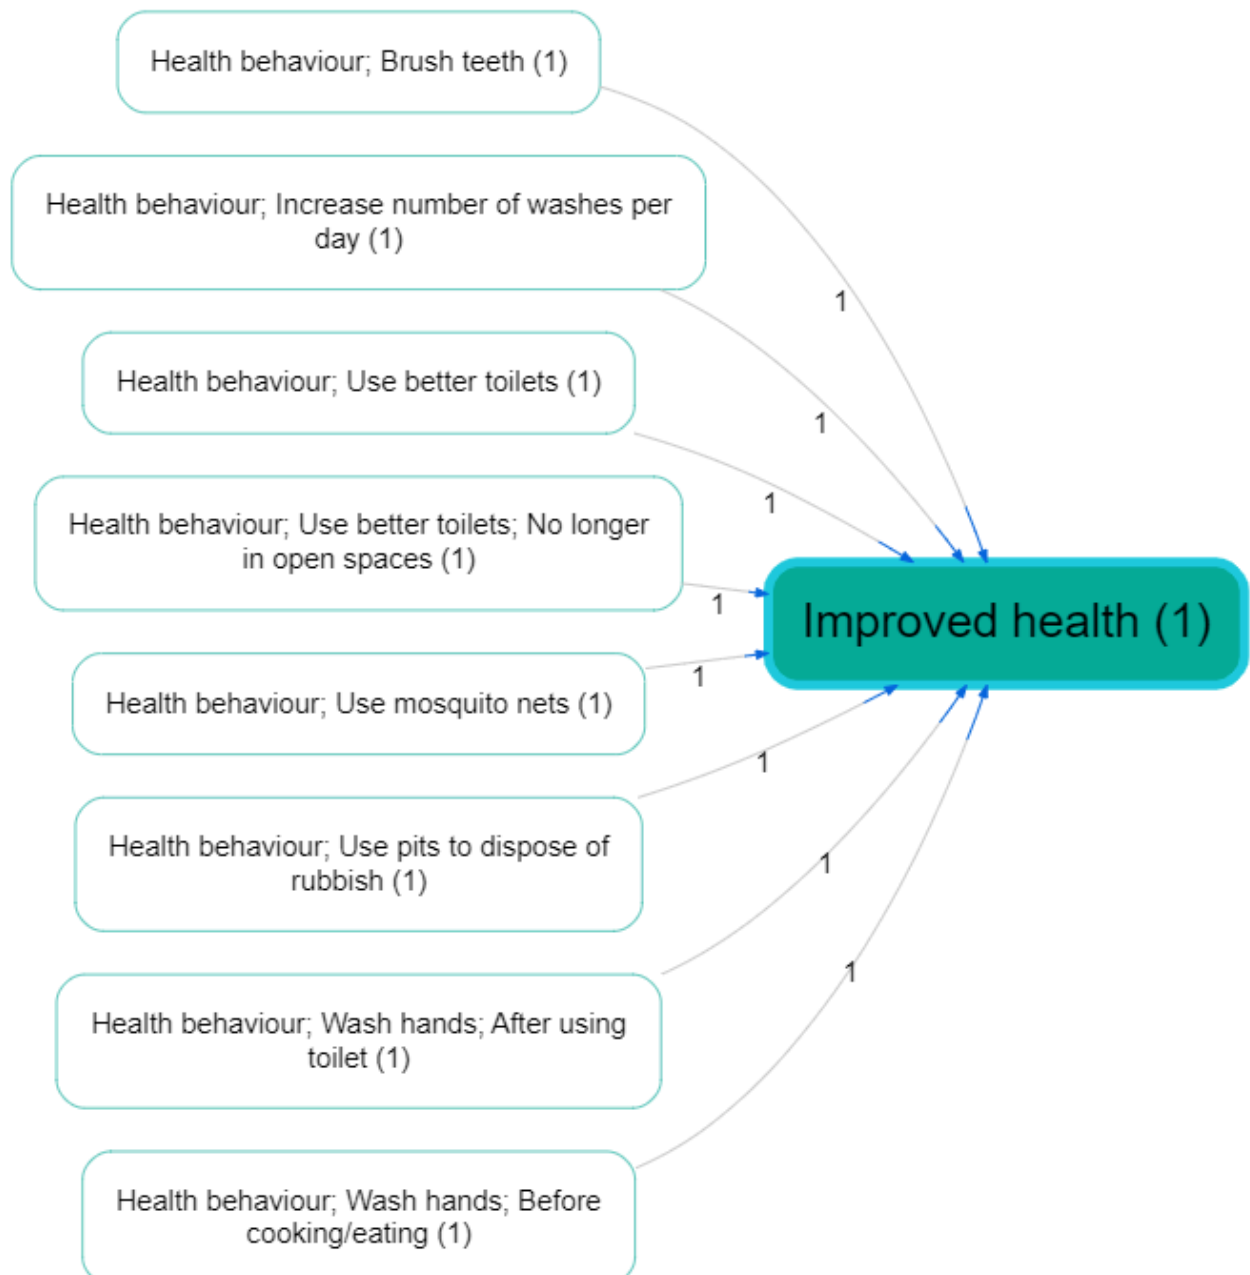 Health behaviour; Brush teeth (1)
Health behaviour; Increase number of washes per
day (1)
1
1
Health behaviour; Use better toilets (1)
1
Health behaviour; Use better toilets; No longer
in open spaces (1)
1
Improved health (1)
Health behaviour; Use mosquito nets (1)
1
Health behaviour; Use pits to dispose of
rubbish (1)
1
Health behaviour; Wash hands; After using
toilet (1)
1
Health behaviour; Wash hands; Before
cooking/eating (1)
1